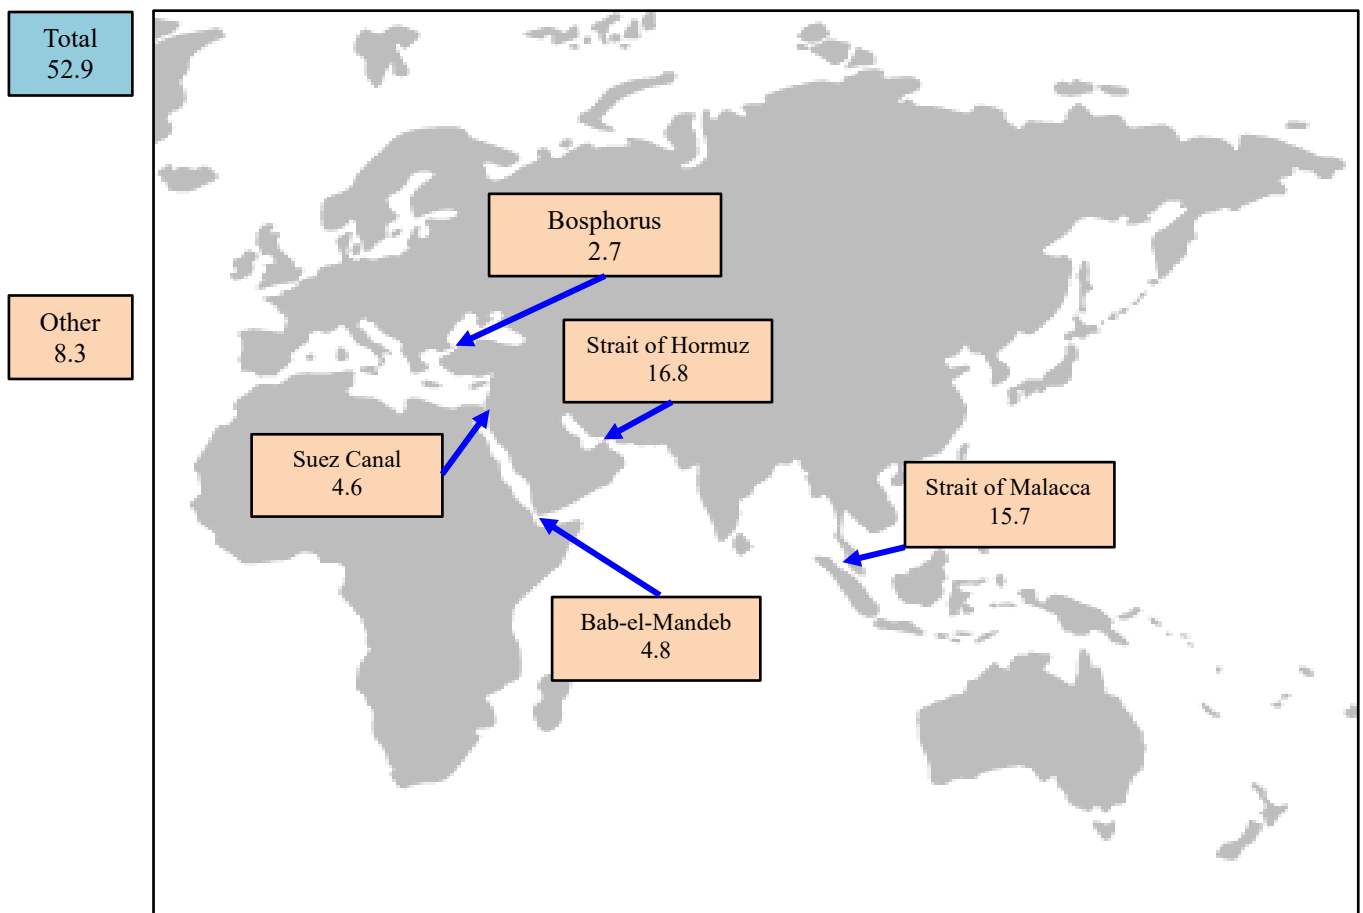 Total
52.9
Bosphorus
2.7
Other
8.3
Strait of Hormuz
16.8
Suez Canal
4.6
Strait of Malacca
15.7
Bab-el-Mandeb
4.8